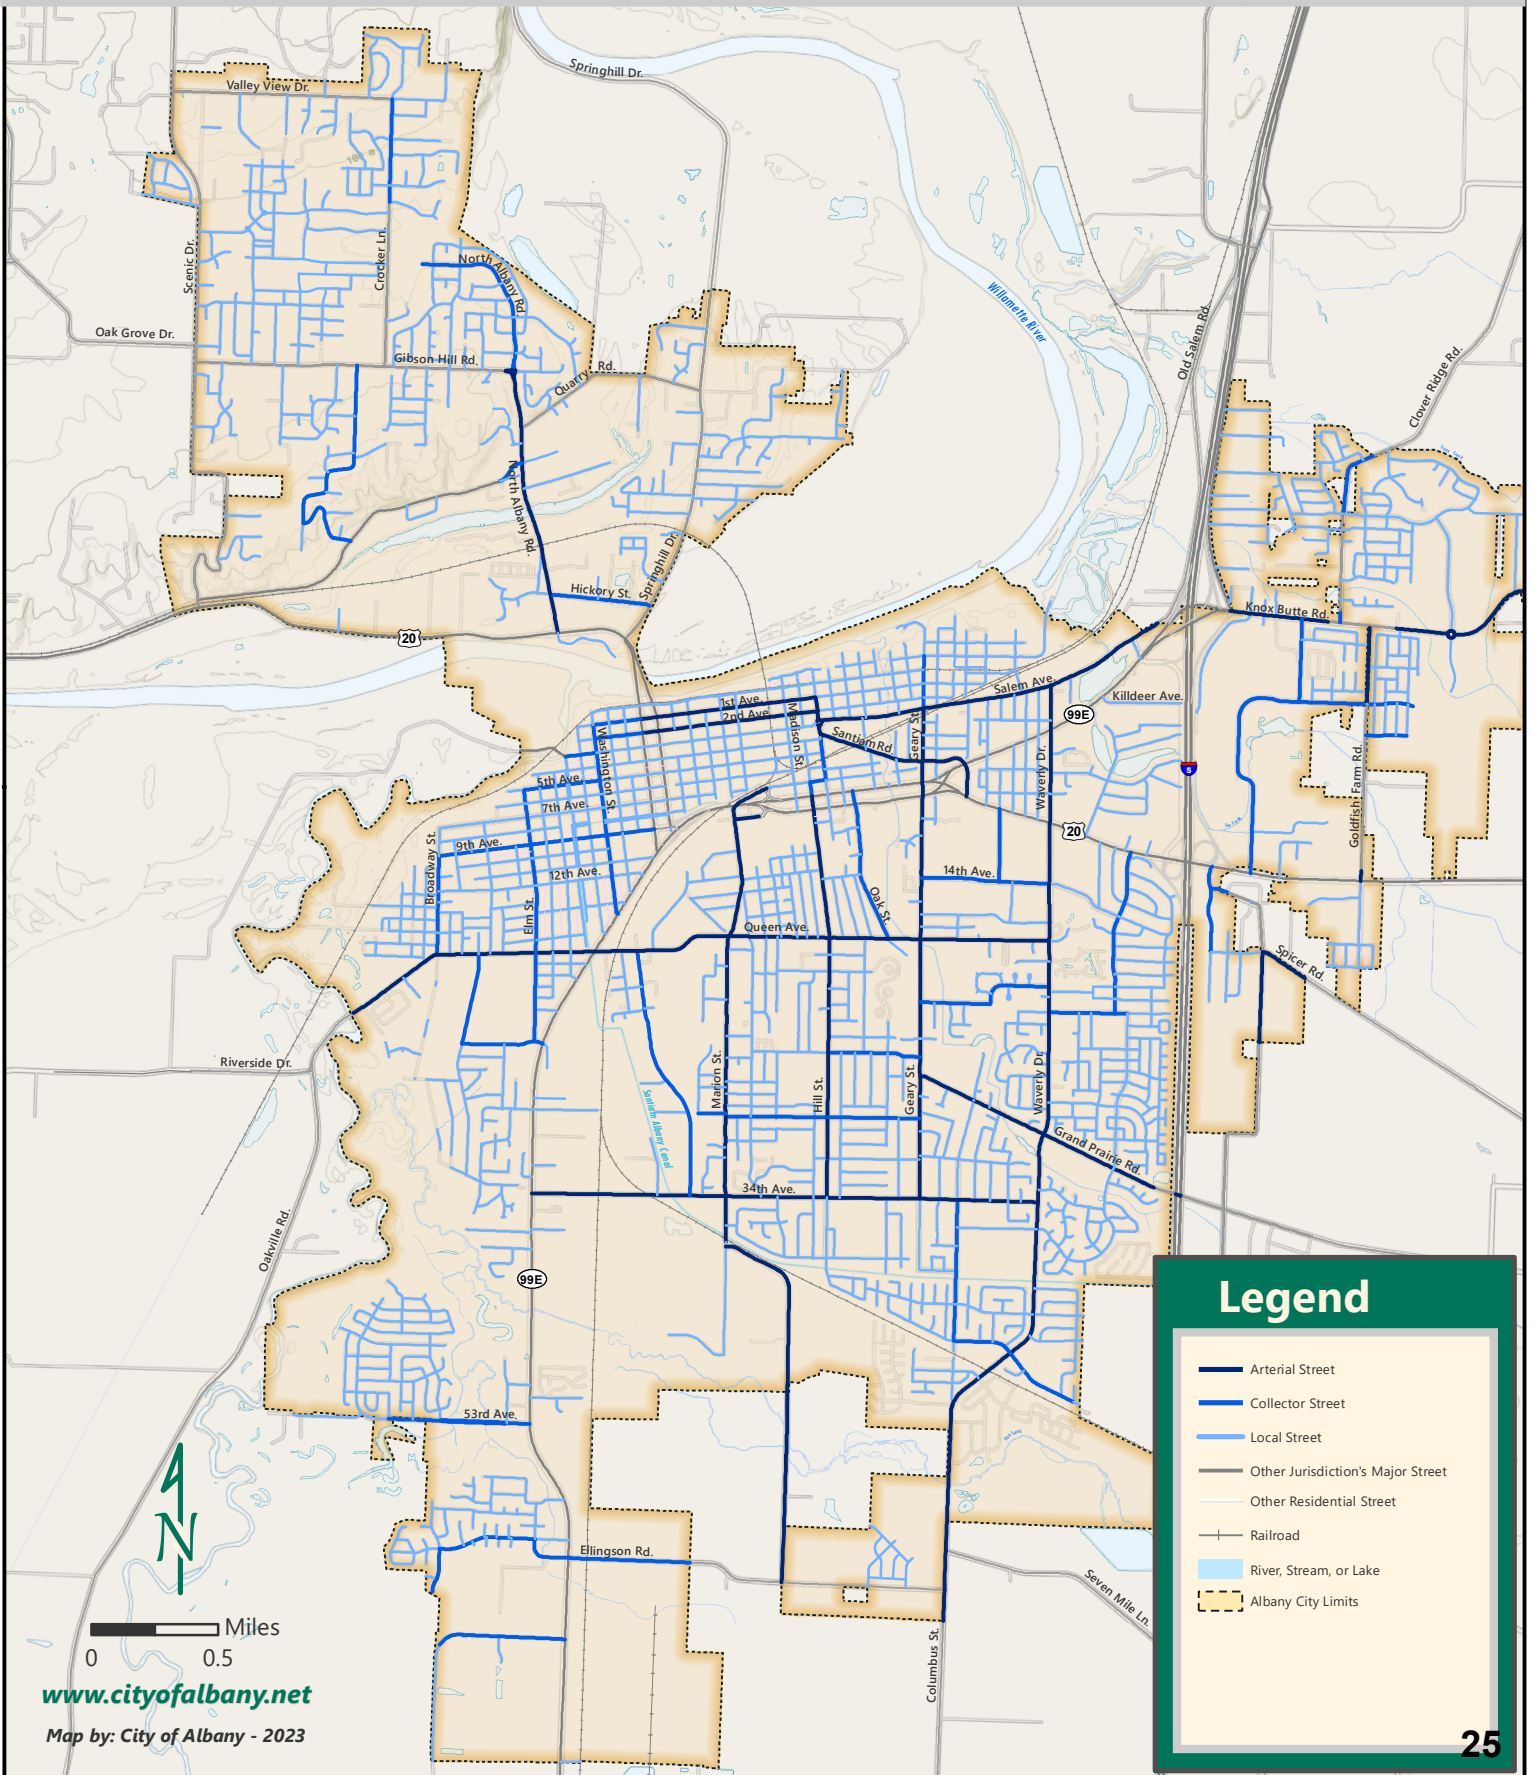 Springhill Dr.
Valley View Dr.
Scenic Dr.
Crocker Ln.
North Albany Rd.
Willamette River
Old Salem Rd.
Oak Grove Dr.
Gibson Hill Rd.
Quarry Rd.
Clover Ridge Rd.
North Albany Rd.
Springhill Dr.
Hickory St.
20
Knox Butte Rd.
Salem Ave.
Killdeer Ave.
99E
1st Ave.
2nd Ave.
Madison St.
Geary St.
Santiam Rd.
Washington St.
Waverly Dr.
5
5th Ave.
7th Ave.
9th Ave.
12th Ave.
Broadway St.
Elm St.
20
Goldfish Farm Rd.
14th Ave.
Oak St.
Queen Ave.
Spicer Rd.
Riverside Dr.
Marion St.
Hill St.
Geary St.
Waverly Dr.
Santiam Albany Canal
Grand Prairie Rd.
34th Ave.
Oakville Rd.
99E
53rd Ave.
Ellingson Rd.
Seven Mile Ln.
Columbus St.
N
Miles
0 0.5
www.cityofalbany.net
Map by: City of Albany - 2023
Legend
Arterial Street
Collector Street
Local Street
Other Jurisdiction's Major Street
Other Residential Street
Railroad
River, Stream, or Lake
Albany City Limits
25